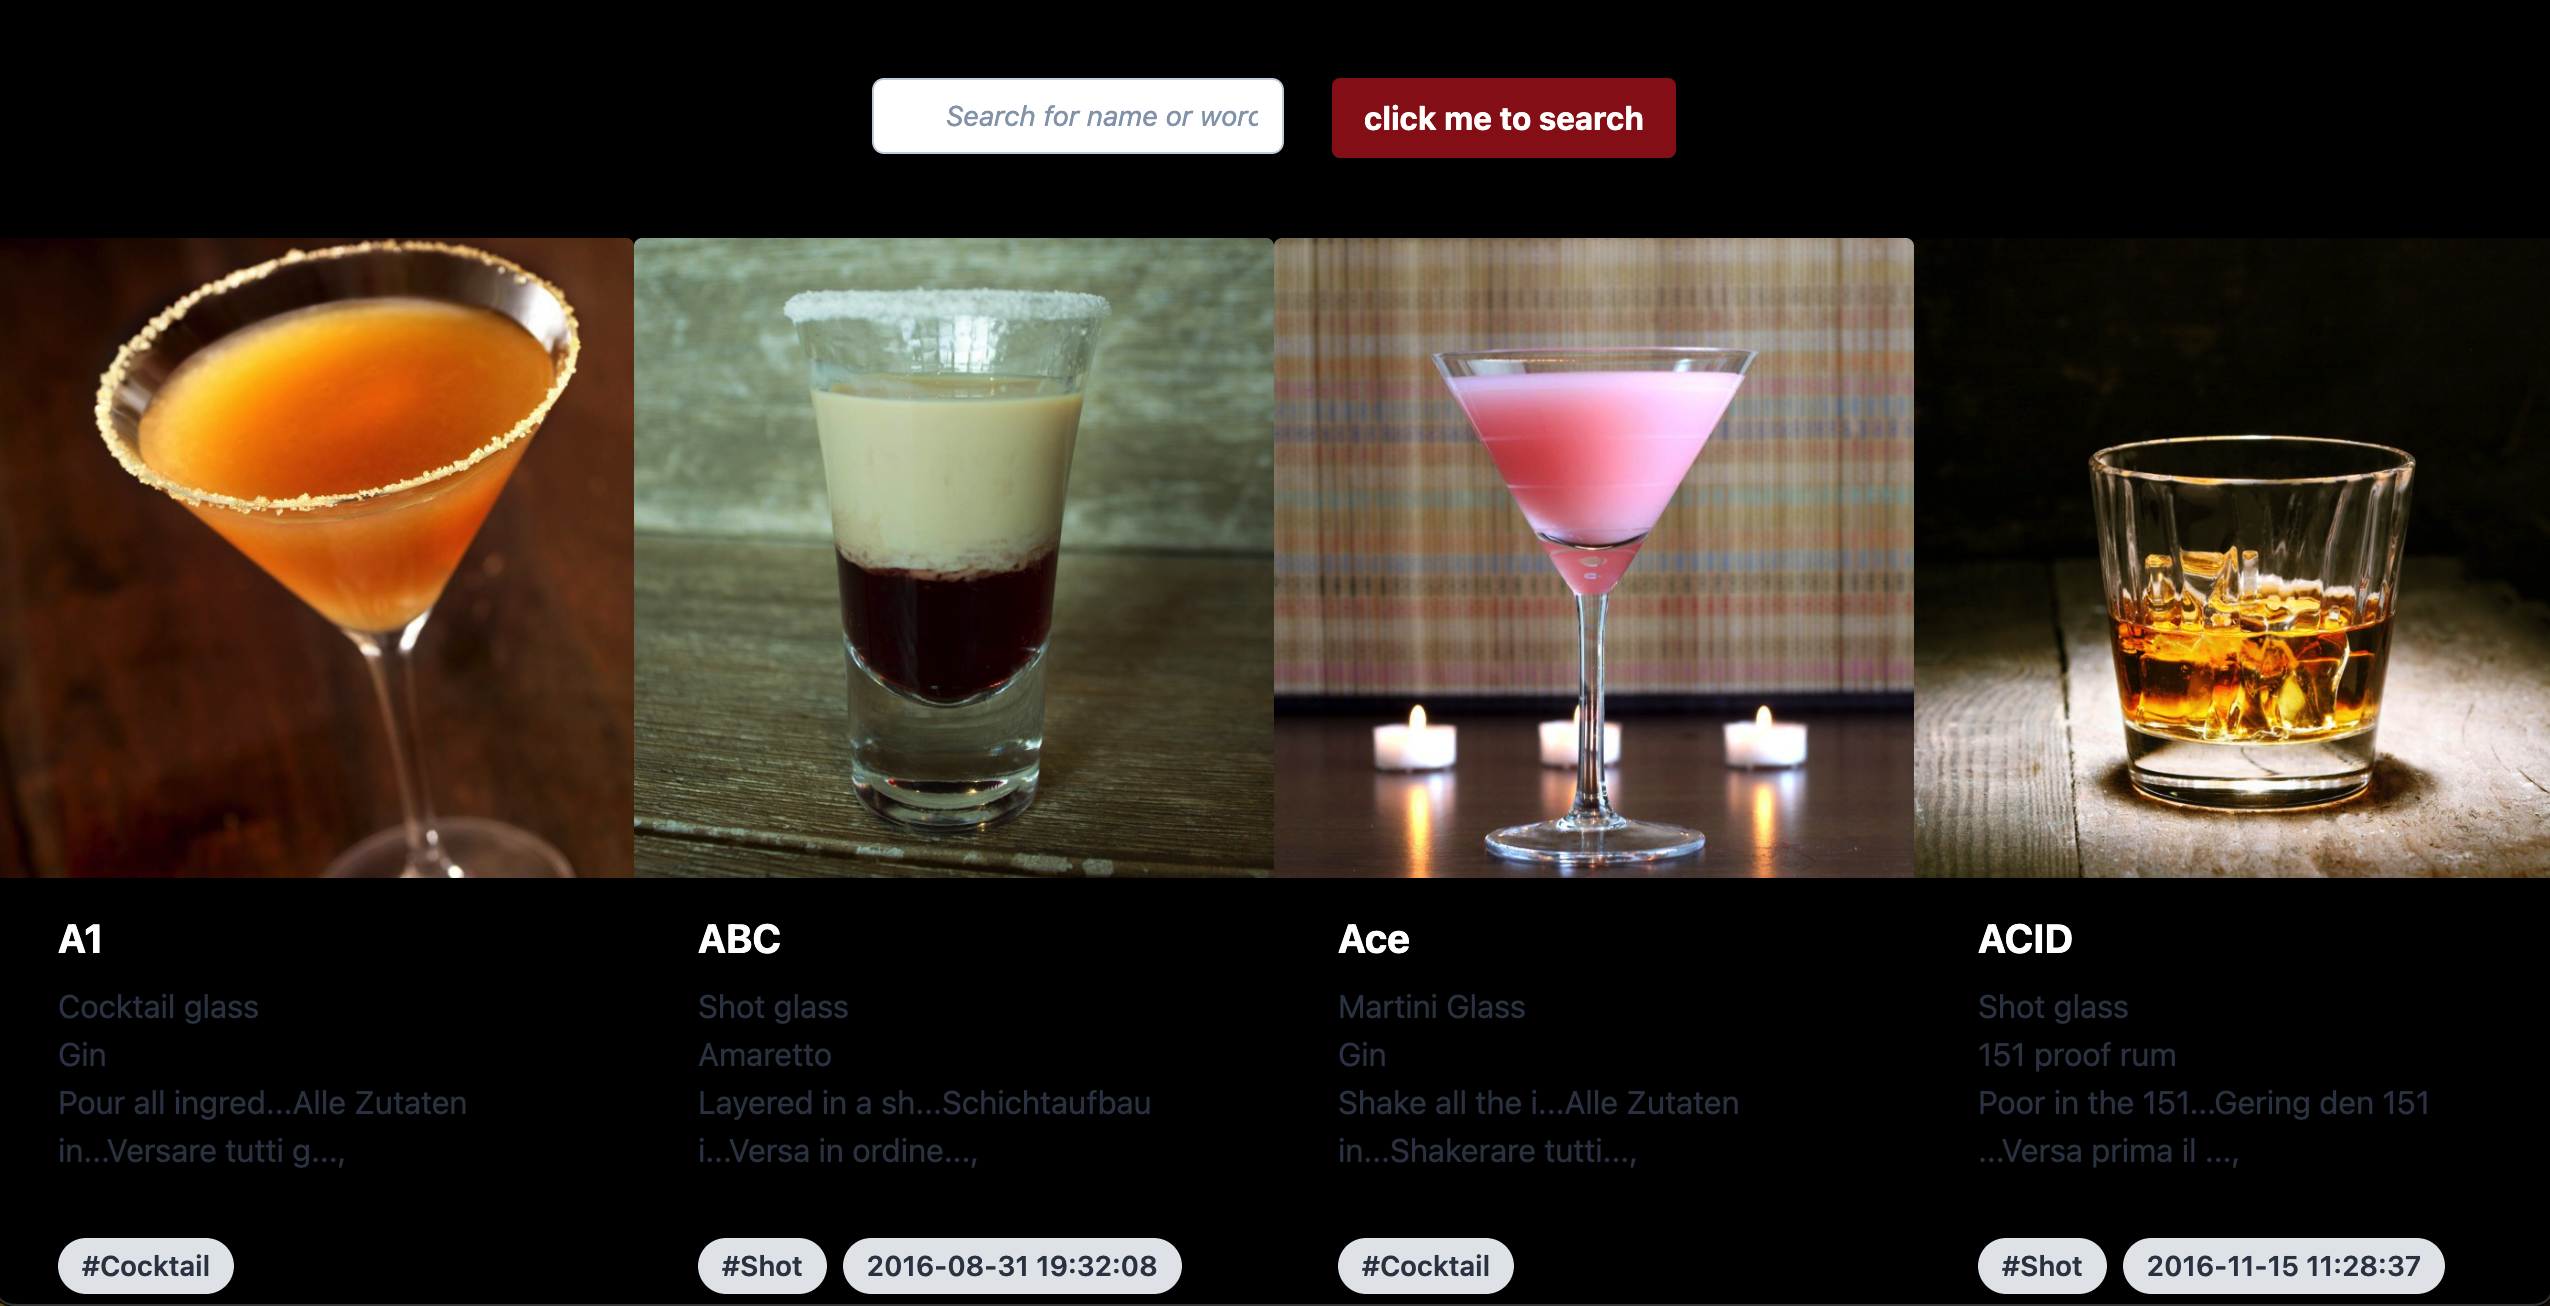 Search for name or word
click me to search
A1
Cocktail glass
Gin
Pour all ingred...Alle Zutaten
in...Versare tutti g...,
#Cocktail
ABC
Shot glass
Amaretto
Layered in a sh...Schichtaufbau
i...Versa in ordine...,
#Shot
2016-08-31 19:32:08
Ace
Martini Glass
Gin
Shake all the i...Alle Zutaten
in...Shakerare tutti...,
#Cocktail
ACID
Shot glass
151 proof rum
Poor in the 151...Gering den 151
...Versa prima il ...,
#Shot
2016-11-15 11:28:37